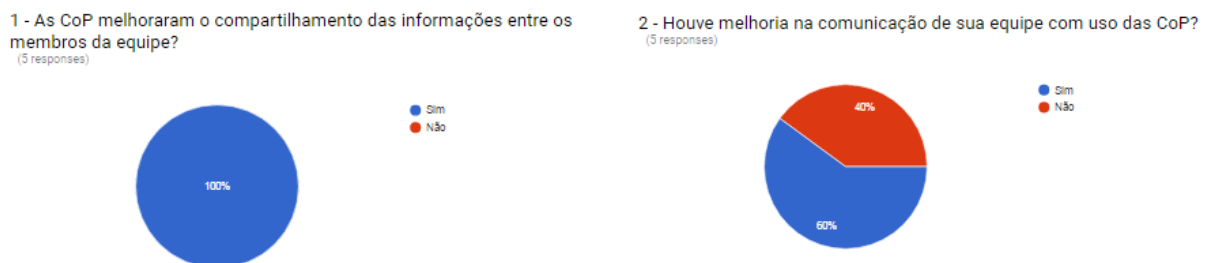 1 - As CoP melhoraram o compartilhamento das informações entre os
membros da equipe?
(5 responses)
Sim
Não
100%
2 - Houve melhoria na comunicação de sua equipe com uso das CoP?
(5 responses)
Sim
Não
40%
60%